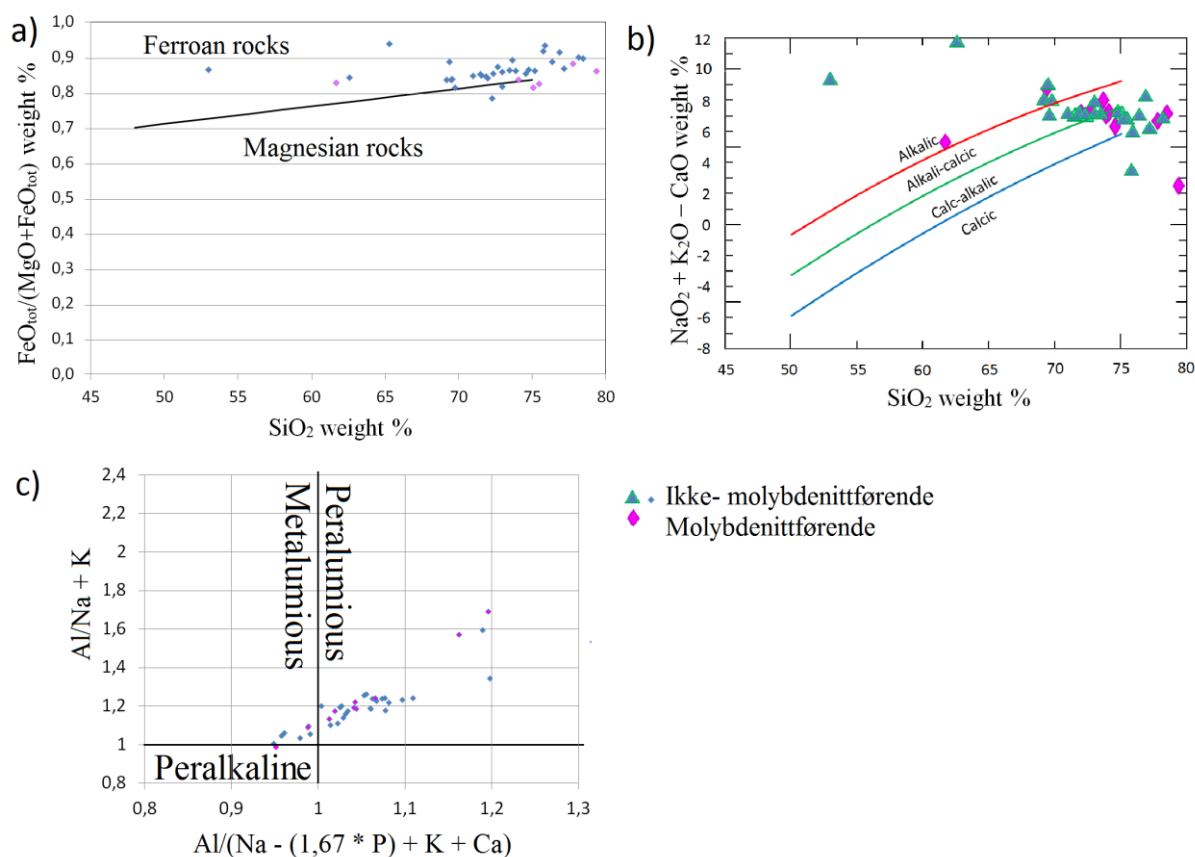 a)
Ferroan rocks
Magnesian rocks
FeOtot/(MgO+FeOtot) weight %
1,0
0,9
0,8
0,7
0,6
0,5
0,4
0,3
0,2
0,1
0,0
45 50 55 60 65 70 75 80
SiO2 weight %
b)
NaO2 + K2O – CaO weight %
12
10
8
6
4
2
0
-2
-4
-6
-8
Alkalic
Alkali-calcic
Calc-alkalic
Calcic
45 50 55 60 65 70 75 80
SiO2 weight %
c)
Al/Na + K
2,4
2,2
2
1,8
1,6
1,4
1,2
1
0,8
Metalumious
Peralumious
Peralkaline
0,8 0,9 1 1,1 1,2 1,3
Al/(Na - (1,67 * P) + K + Ca)
Ikke- molybdenittførende
Molybdenittførende